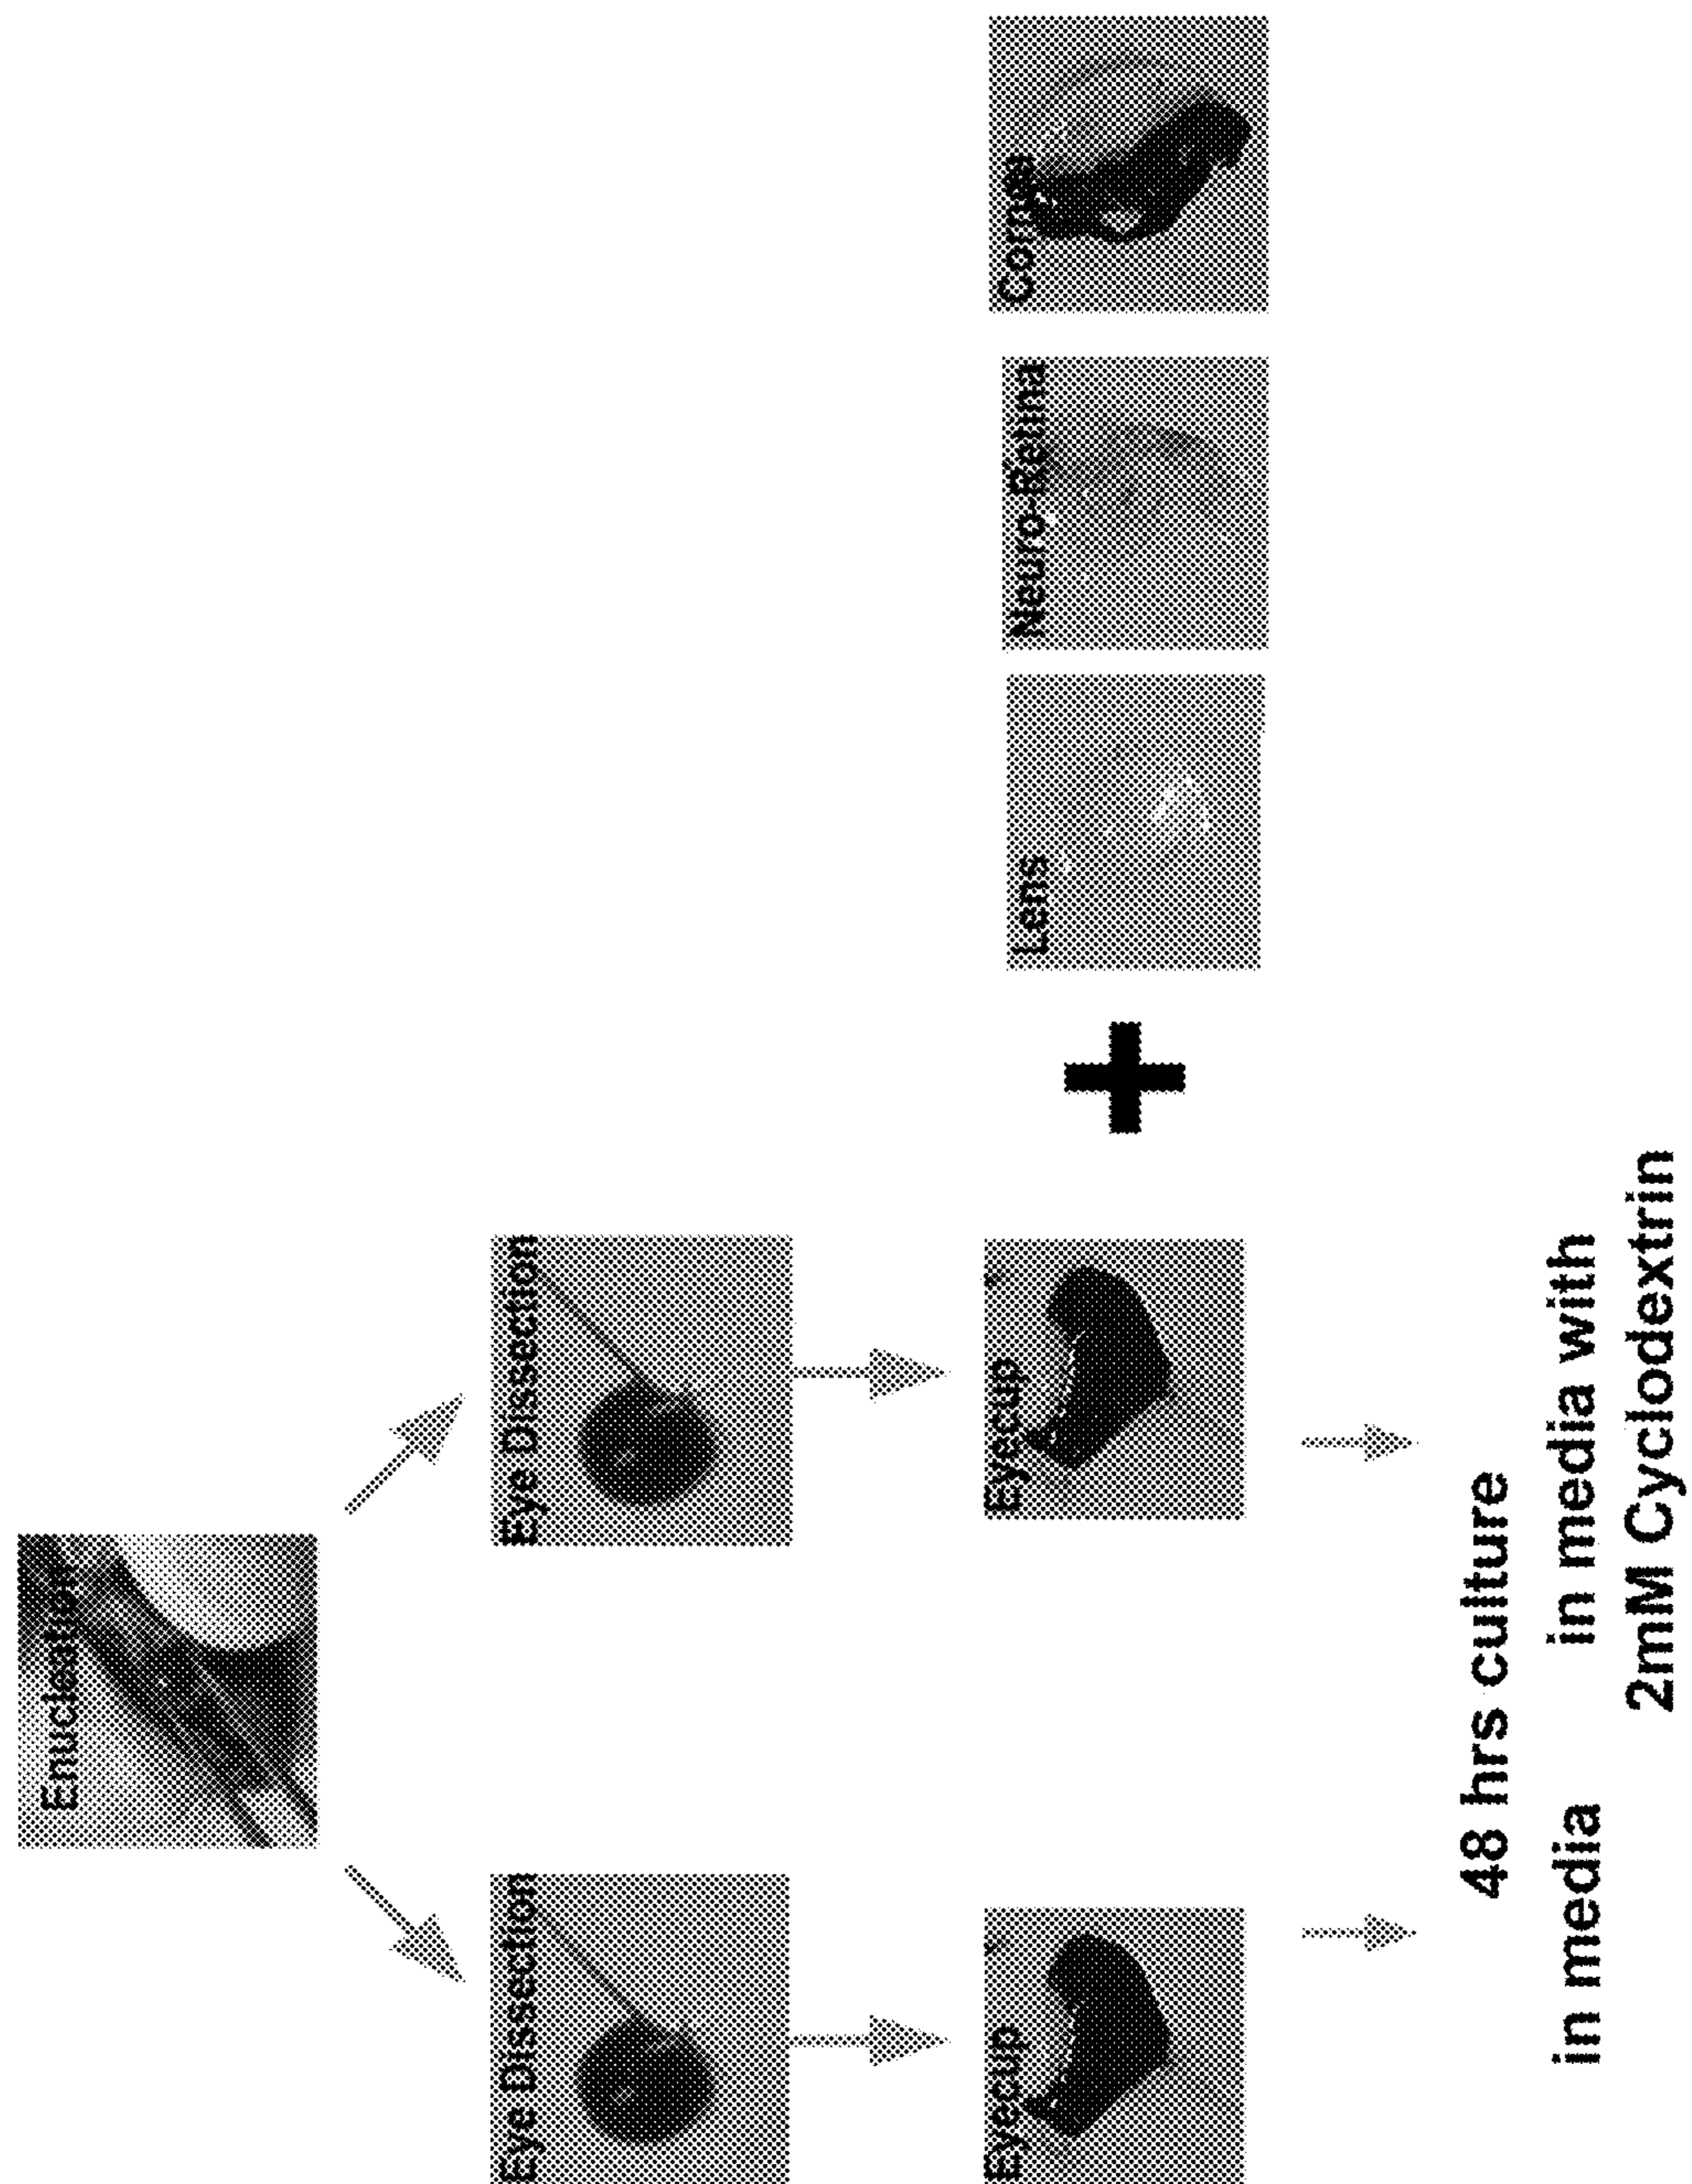 Enucleation
Eye Dissection
Eye Dissection
Eyecup
Eyecup
+
Lens
Neuro-Retina
Cornea
48 hrs culture
in media
in media with
2mM Cyclodextrin